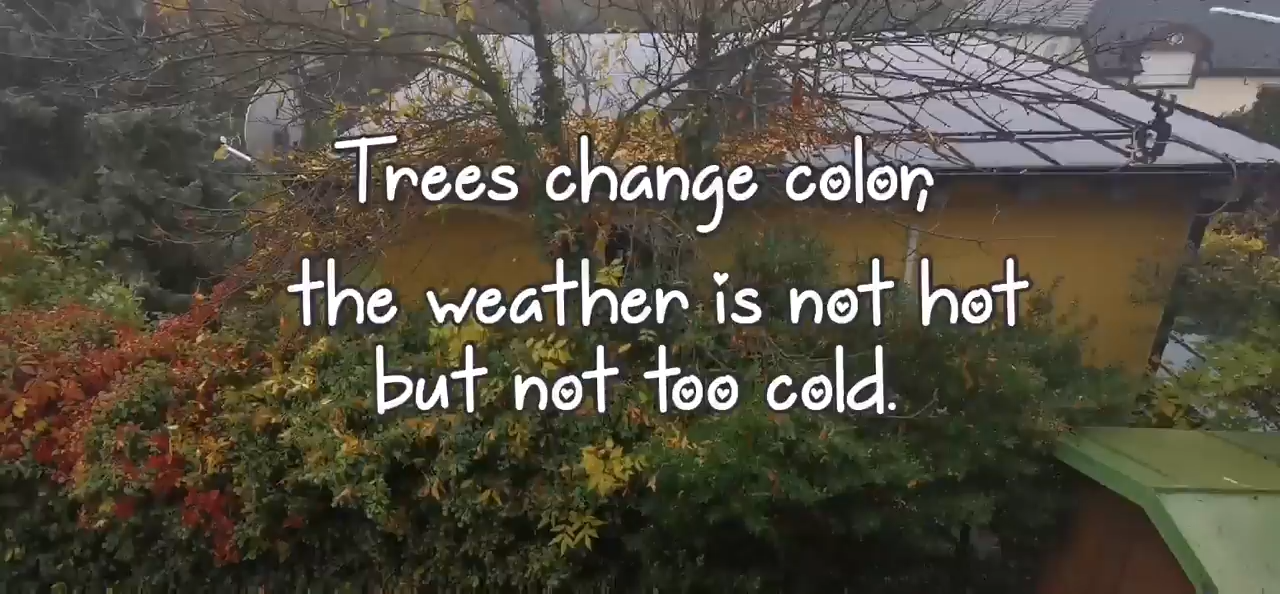 Trees change color,
the weather is not hot
but not too cold.